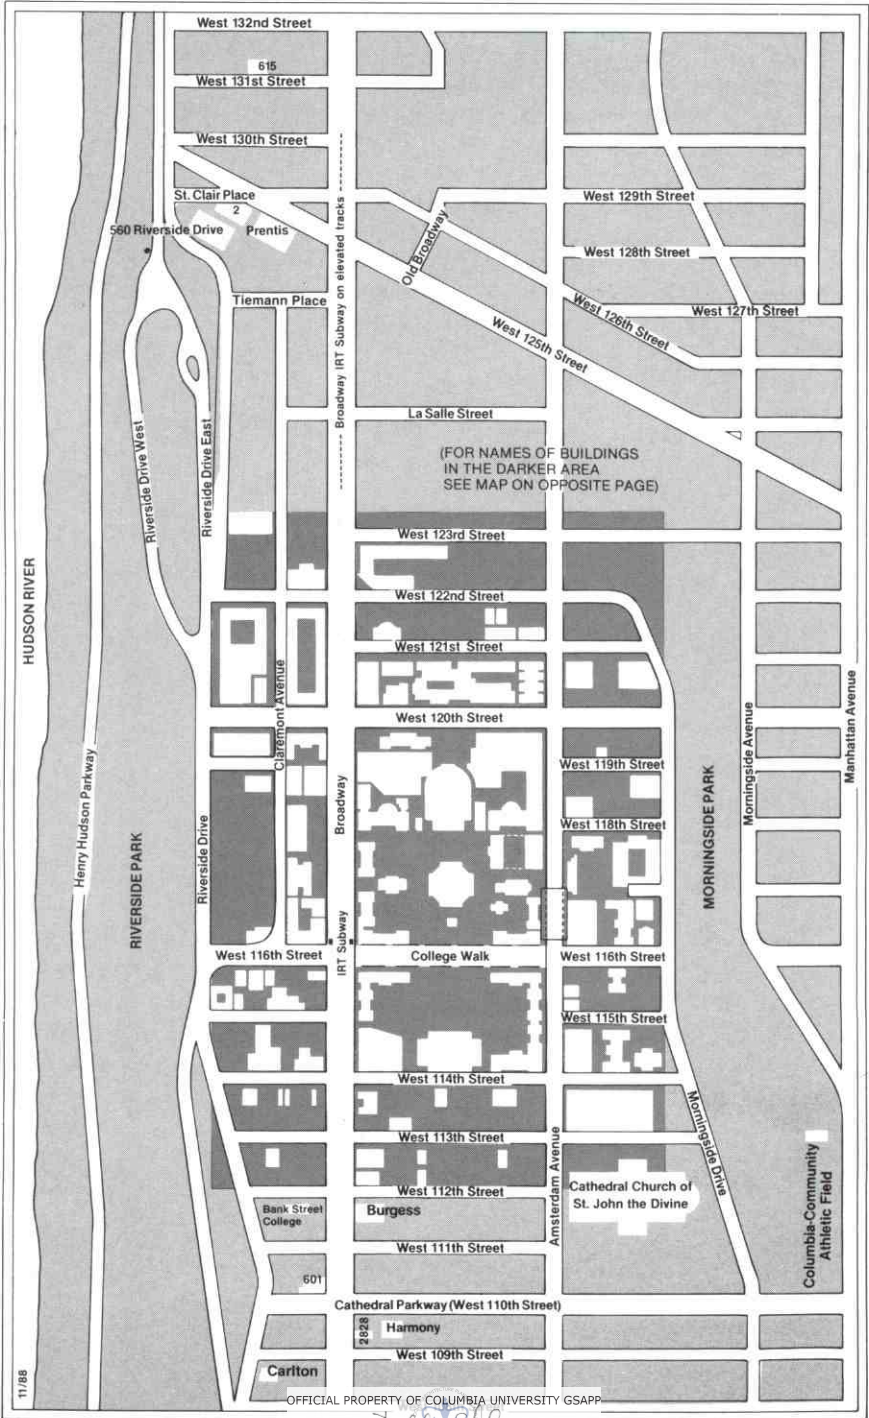 West 132nd Street
615
West 131st Street
West 130th Street
St. Clair Place
2
560 Riverside Drive
Prentis
West 129th Street
Old Broadway
West 128th Street
Tiemann Place
Broadway IRT Subway on elevated tracks
West 127th Street
West 126th Street
West 125th Street
La Salle Street
Riverside Drive West
Riverside Drive East
(FOR NAMES OF BUILDINGS
IN THE DARKER AREA
SEE MAP ON OPPOSITE PAGE)
West 123rd Street
West 122nd Street
HUDSON RIVER
West 121st Street
Claremont Avenue
West 120th Street
Morningside Avenue
Manhattan Avenue
West 119th Street
Henry Hudson Parkway
Broadway
West 118th Street
RIVERSIDE PARK
Riverside Drive
MORNINGSIDE PARK
West 116th Street
IRT Subway
College Walk
West 116th Street
West 115th Street
West 114th Street
West 113th Street
Amsterdam Avenue
Morningside Drive
Columbia-Community
Athletic Field
West 112th Street
Cathedral Church of
St. John the Divine
Bank Street
College
Burgess
West 111th Street
601
Cathedral Parkway (West 110th Street)
2828
Harmony
West 109th Street
Carlton
11/88
OFFICIAL PROPERTY OF COLUMBIA UNIVERSITY GSAPP